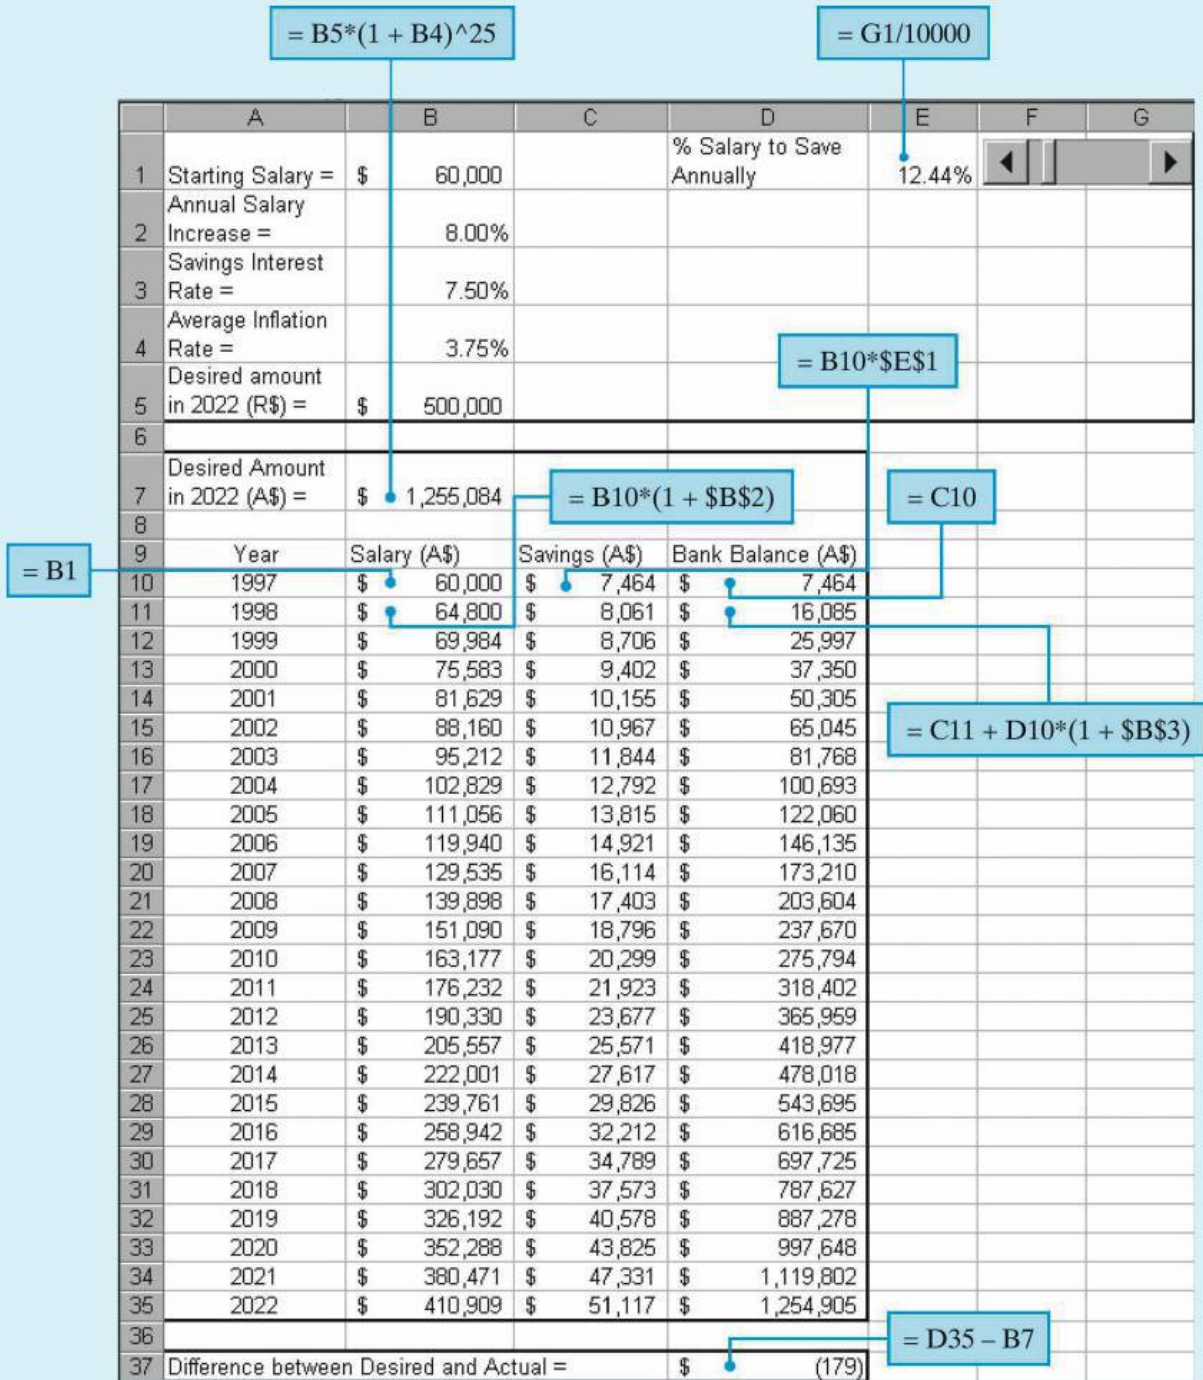 = B5*(1 + B4)^25
= G1/10000
A B C D E F G
1 Starting Salary = $ 60,000 % Salary to Save Annually 12.44%
2 Annual Salary Increase = 8.00%
3 Savings Interest Rate = 7.50%
4 Average Inflation Rate = 3.75%
= B10*$E$1
5 Desired amount in 2022 (R$) = $ 500,000
6
7 Desired Amount in 2022 (A$) = $ 1,255,084
= B10*(1 + $B$2)
= C10
8
9 Year Salary (A$) Savings (A$) Bank Balance (A$)
= B1
10 1997 $ 60,000 $ 7,464 $ 7,464
11 1998 $ 64,800 $ 8,061 $ 16,085
12 1999 $ 69,984 $ 8,706 $ 25,997
13 2000 $ 75,583 $ 9,402 $ 37,350
14 2001 $ 81,629 $ 10,155 $ 50,305
15 2002 $ 88,160 $ 10,967 $ 65,045
= C11 + D10*(1 + $B$3)
16 2003 $ 95,212 $ 11,844 $ 81,768
17 2004 $ 102,829 $ 12,792 $ 100,693
18 2005 $ 111,056 $ 13,815 $ 122,060
19 2006 $ 119,940 $ 14,921 $ 146,135
20 2007 $ 129,535 $ 16,114 $ 173,210
21 2008 $ 139,898 $ 17,403 $ 203,604
22 2009 $ 151,090 $ 18,796 $ 237,670
23 2010 $ 163,177 $ 20,299 $ 275,794
24 2011 $ 176,232 $ 21,923 $ 318,402
25 2012 $ 190,330 $ 23,677 $ 365,959
26 2013 $ 205,557 $ 25,571 $ 418,977
27 2014 $ 222,001 $ 27,617 $ 478,018
28 2015 $ 239,761 $ 29,826 $ 543,695
29 2016 $ 258,942 $ 32,212 $ 616,685
30 2017 $ 279,657 $ 34,789 $ 697,725
31 2018 $ 302,030 $ 37,573 $ 787,627
32 2019 $ 326,192 $ 40,578 $ 887,278
33 2020 $ 352,288 $ 43,825 $ 997,648
34 2021 $ 380,471 $ 47,331 $ 1,119,802
35 2022 $ 410,909 $ 51,117 $ 1,254,905
36
= D35 – B7
37 Difference between Desired and Actual = $ (179)